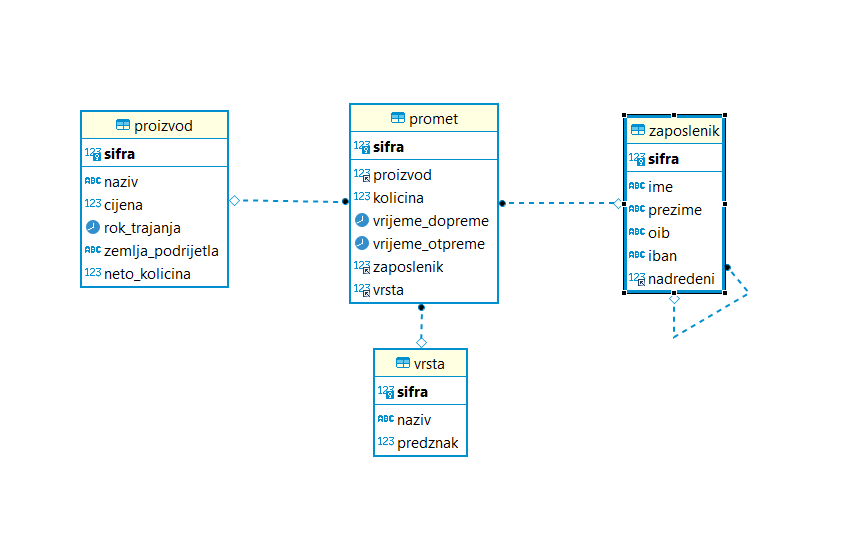 proizvod
123 sifra
ABC naziv
123 cijena
rok_trajanja
ABC zemlja_podrijetla
123 neto_kolicina
promet
123 sifra
123 proizvod
123 kolicina
vrijeme_dopreme
vrijeme_otpreme
123 zaposlenik
123 vrsta
zaposlenik
123 sifra
ABC ime
ABC prezime
ABC oib
ABC iban
123 nadredeni
vrsta
123 sifra
ABC naziv
123 predznak